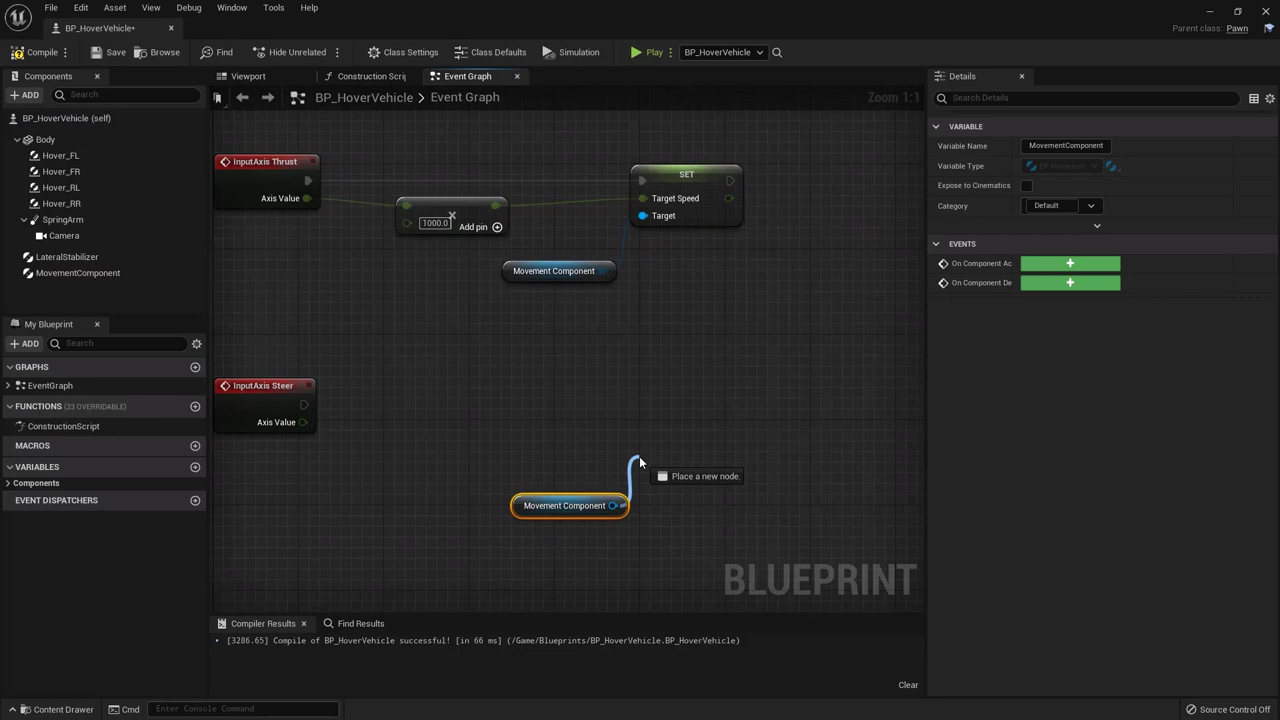 File Edit Asset View Debug Window Tools Help
BP_HoverVehicle•
Parent class: Pawn
Compile Save Browse Find Hide Unrelated Class Settings Class Defaults Simulation Play BP_HoverVehicle
Components
ADD Search
BP_HoverVehicle (self)
Body
Hover_FL
Hover_FR
Hover_RL
Hover_RR
SpringArm
Camera
LateralStabilizer
MovementComponent
My Blueprint
ADD Search
GRAPHS
EventGraph
FUNCTIONS (23 OVERRIDABLE)
ConstructionScript
MACROS
VARIABLES
Components
EVENT DISPATCHERS
Viewport Construction Scrip Event Graph
BP_HoverVehicle > Event Graph Zoom 1:1
InputAxis Thrust
Axis Value
1000.0
Add pin
SET
Target Speed
Target
Movement Component
InputAxis Steer
Axis Value
Place a new node.
Movement Component
BLUEPRINT
Compiler Results Find Results
[3286.65] Compile of BP_HoverVehicle successful! [in 66 ms] (/Game/Blueprints/BP_HoverVehicle.BP_HoverVehicle)
Clear
Details
Search Details
VARIABLE
Variable Name MovementComponent
Variable Type
Expose to Cinematics
Category Default
EVENTS
On Component Ac
On Component De
Content Drawer Cmd Enter Console Command Source Control Off